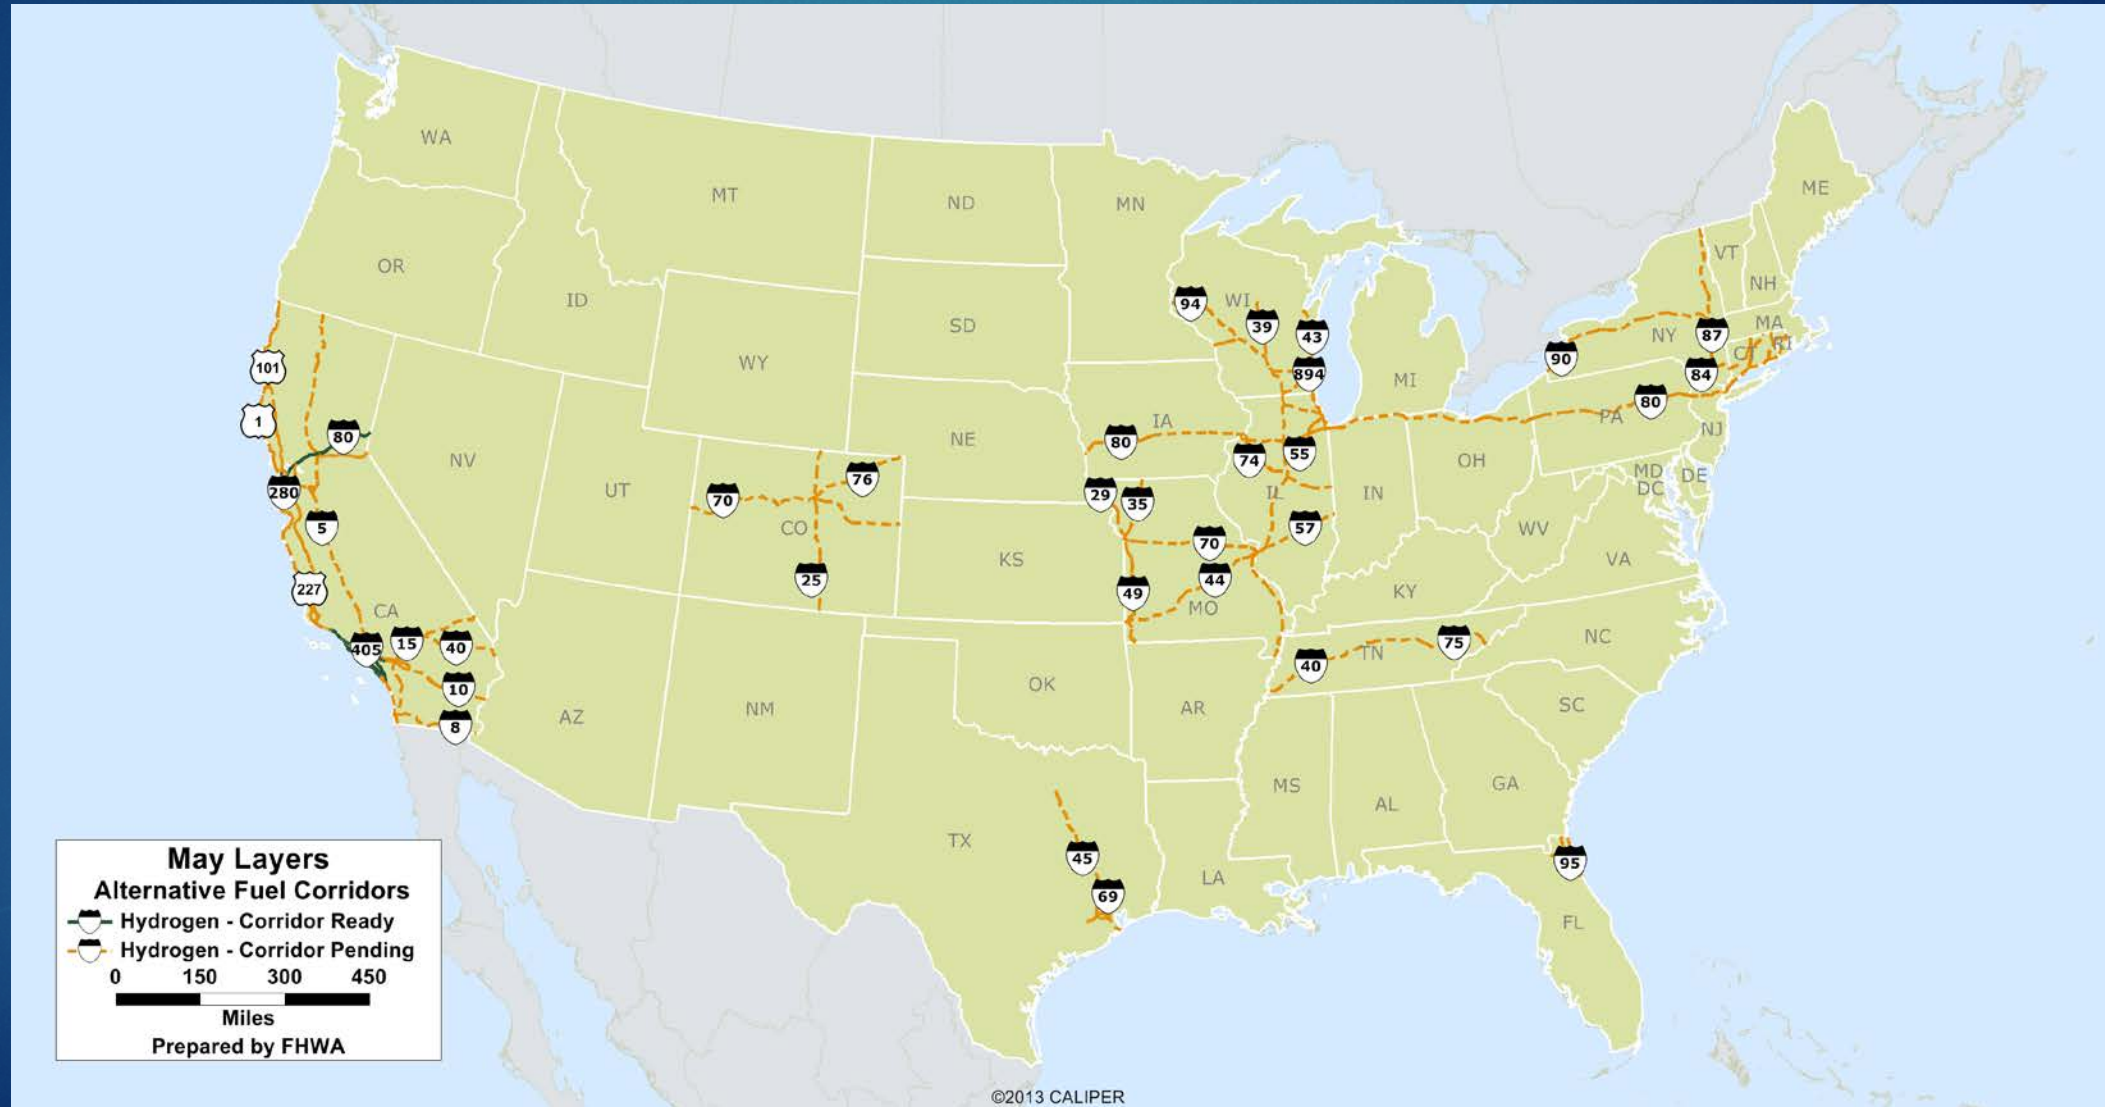 WA
MT
ND
MN
ME
OR
ID
VT
NH
WY
SD
WI
94
39
43
894
MI
NY
87
MA
CT
RI
90
84
101
1
80
NV
UT
NE
IA
80
74
55
IL
IN
OH
PA
80
NJ
MD
DE
DC
280
5
70
76
CO
25
29
35
57
70
44
49
MO
KS
KY
WV
VA
227
CA
405
15
40
10
8
AZ
NM
OK
AR
40
TN
75
NC
SC
MS
AL
GA
TX
45
69
LA
95
FL
May Layers
Alternative Fuel Corridors
Hydrogen - Corridor Ready
Hydrogen - Corridor Pending
0 150 300 450
Miles
Prepared by FHWA
©2013 CALIPER